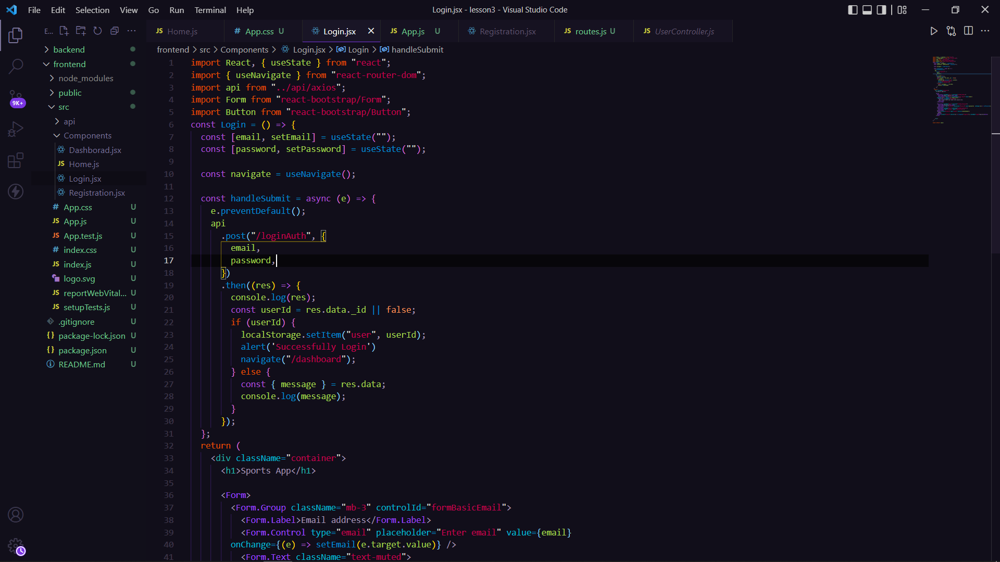 File Edit Selection View Go Run Terminal Help
Login.jsx - lesson3 - Visual Studio Code
E...
JS Home.js
# App.css U
Login.jsx
JS App.js U
Registration.jsx
JS routes.js U
JS UserController.js
frontend > src > Components > Login.jsx > Login > handleSubmit
9K+
backend
frontend
node_modules
public
src
api
Components
Dashborad.jsx
JS Home.js
Login.jsx
Registration.jsx
# App.css U
JS App.js U
JS App.test.js U
# index.css U
JS index.js U
logo.svg U
JS reportWebVital... U
JS setupTests.js U
.gitignore U
{} package-lock.json U
{} package.json U
README.md U
1 import React, { useState } from "react";
2 import { useNavigate } from "react-router-dom";
3 import api from "../api/axios";
4 import Form from "react-bootstrap/Form";
5 import Button from "react-bootstrap/Button";
6 const Login = () => {
7 const [email, setEmail] = useState("");
8 const [password, setPassword] = useState("");
9
10 const navigate = useNavigate();
11
12 const handleSubmit = async (e) => {
13 e.preventDefault();
14 api
15 .post("/loginAuth", {
16 email,
17 password,
18 })
19 .then((res) => {
20 console.log(res);
21 const userId = res.data._id || false;
22 if (userId) {
23 localStorage.setItem("user", userId);
24 alert('Successfully Login')
25 navigate("/dashboard");
26 } else {
27 const { message } = res.data;
28 console.log(message);
29 }
30 });
31 };
32 return (
33 <div className="container">
34 <h1>Sports App</h1>
35
36 <Form>
37 <Form.Group className="mb-3" controlId="formBasicEmail">
38 <Form.Label>Email address</Form.Label>
39 <Form.Control type="email" placeholder="Enter email" value={email}
40 onChange={(e) => setEmail(e.target.value)} />
41 <Form.Text className="text-muted">